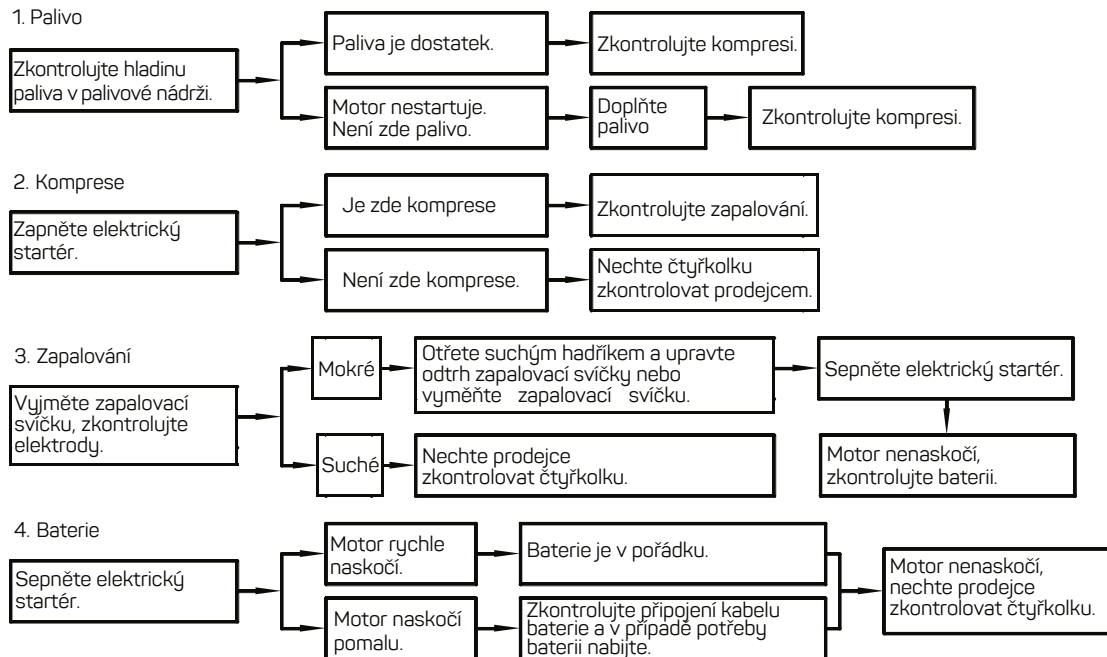 1. Palivo
Zkontrolujte hladinu
paliva v palivové nádrži.
Paliva je dostatek.
Zkontrolujte kompresi.
Motor nestartuje.
Není zde palivo.
Doplňte
palivo
Zkontrolujte kompresi.
2. Komprese
Zapněte elektrický
startér.
Je zde komprese
Zkontrolujte zapalování.
Není zde komprese.
Nechte čtyřkolku
zkontrolovat prodejcem.
3. Zapalování
Vyjměte zapalovací
svíčku, zkontrolujte
elektrody.
Mokré
Otřete suchým hadříkem a upravte
odtrh zapalovací svíčky nebo
vyměňte zapalovací svíčku.
Sepněte elektrický startér.
Motor nenaskočí,
zkontrolujte baterii.
Suché
Nechte prodejce
zkontrolovat čtyřkolku.
4. Baterie
Sepněte elektrický
startér.
Motor rychle
naskočí.
Baterie je v pořádku.
Motor naskočí
pomalu.
Zkontrolujte připojení kabelu
baterie a v případě potřeby
baterii nabijte.
Motor nenaskočí,
nechte prodejce
zkontrolovat čtyřkolku.